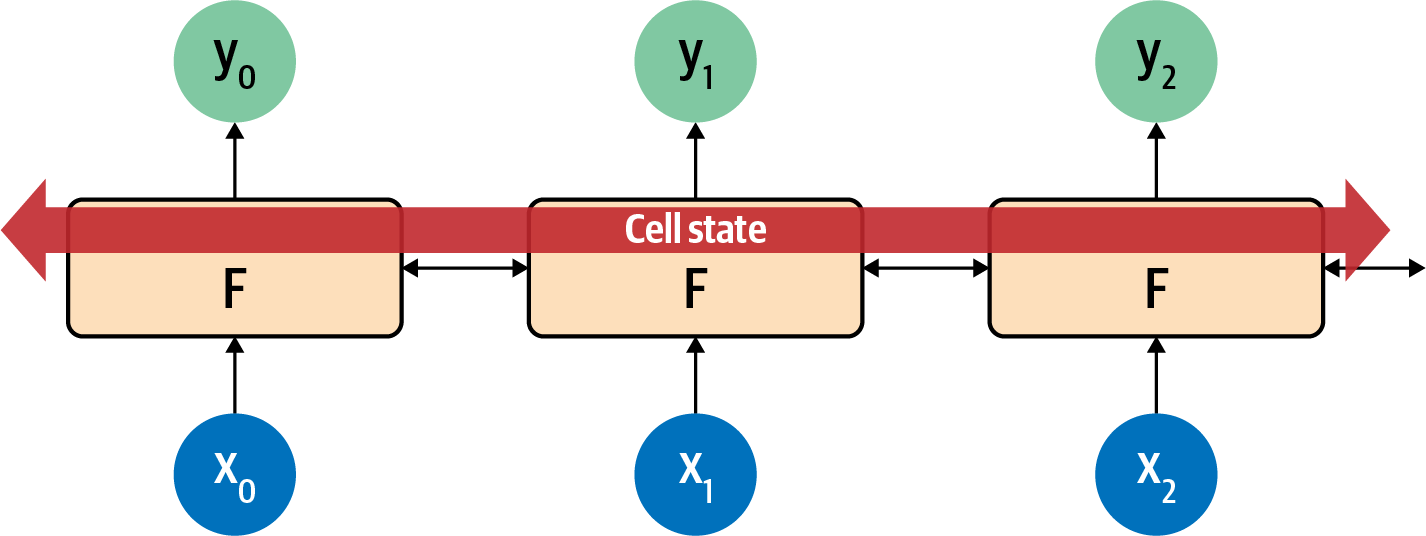 y0 y1 y2
Cell state
F F F
x0 x1 x2